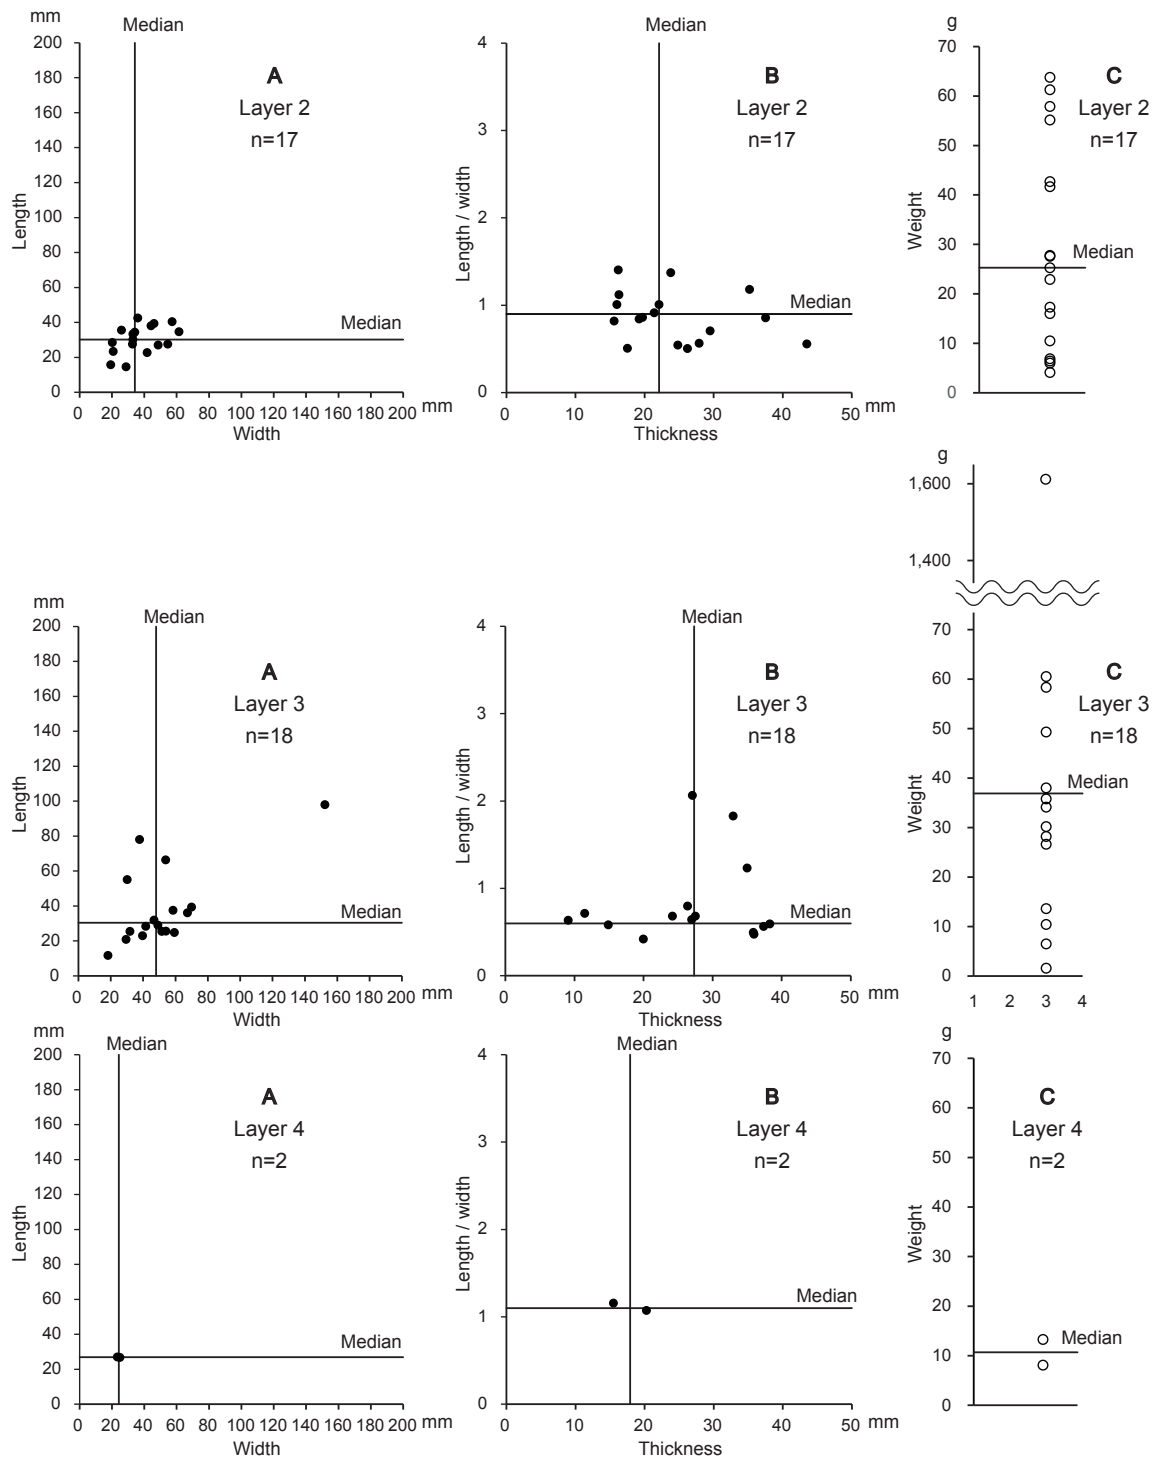 mm
Median
200
180
160
140
120
100
80
60
40
20
0
Length
A
Layer 2
n=17
Median
0 20 40 60 80 100 120 140 160 180 200 mm
Width
Median
4
3
2
1
0
Length / width
B
Layer 2
n=17
Median
0 10 20 30 40 50 mm
Thickness
g
70
60
50
40
30
20
10
0
Weight
C
Layer 2
n=17
Median
mm
Median
200
180
160
140
120
100
80
60
40
20
0
Length
A
Layer 3
n=18
Median
0 20 40 60 80 100 120 140 160 180 200 mm
Width
Median
4
3
2
1
0
Length / width
B
Layer 3
n=18
Median
0 10 20 30 40 50 mm
Thickness
g
1,600
1,400
70
60
50
40
30
20
10
0
Weight
C
Layer 3
n=18
Median
1 2 3 4
mm
Median
200
180
160
140
120
100
80
60
40
20
0
Length
A
Layer 4
n=2
Median
0 20 40 60 80 100 120 140 160 180 200 mm
Width
Median
4
3
2
1
0
Length / width
B
Layer 4
n=2
Median
0 10 20 30 40 50 mm
Thickness
g
70
60
50
40
30
20
10
0
Weight
C
Layer 4
n=2
Median